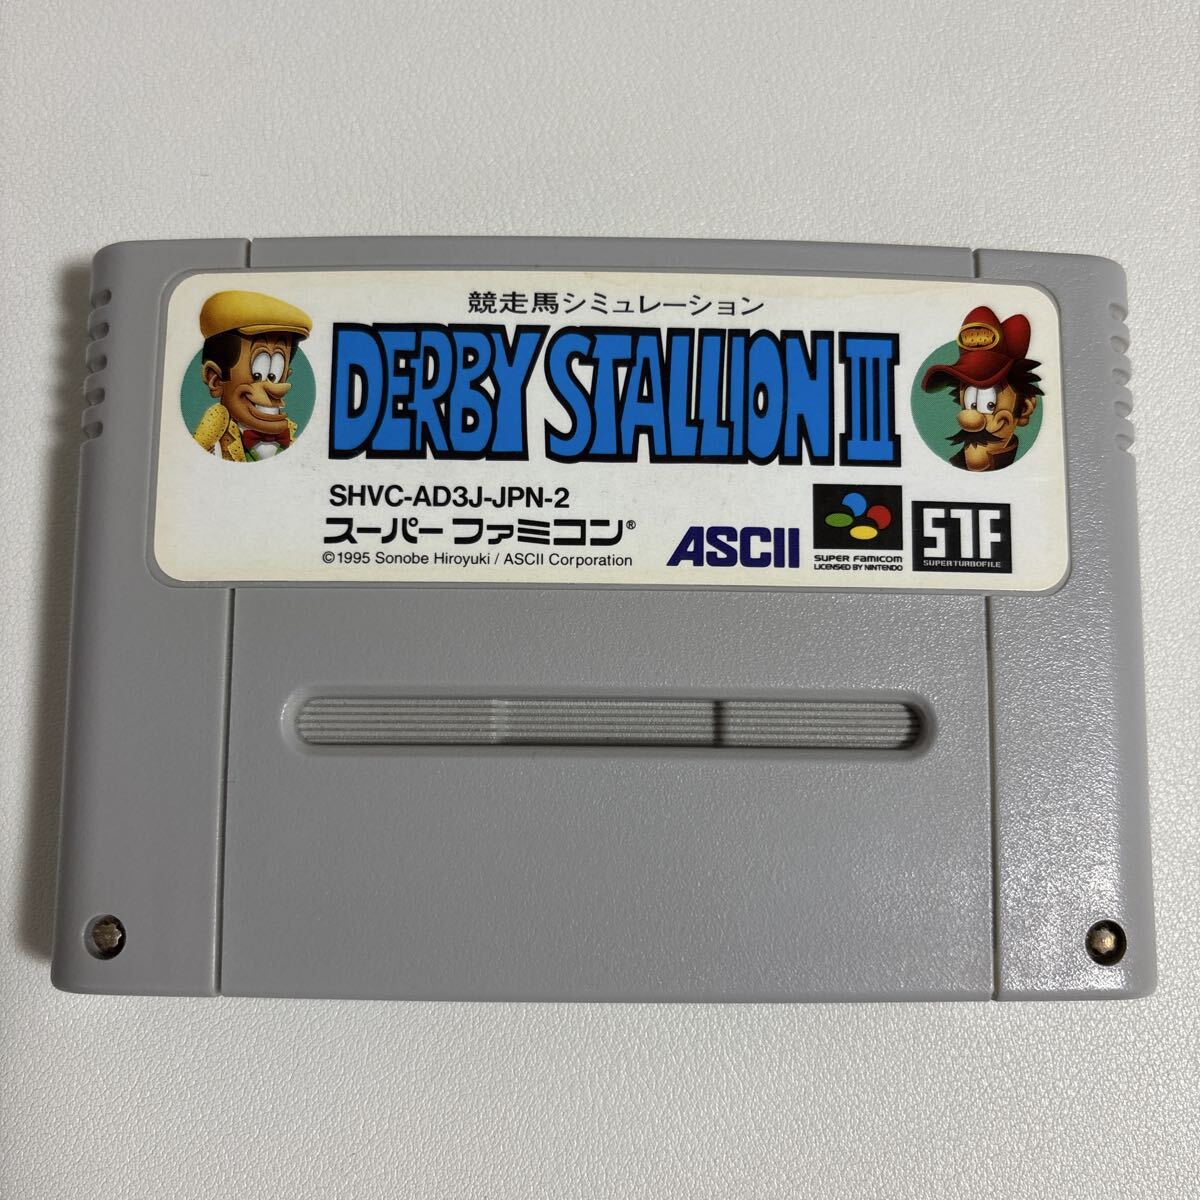 競走馬シミュレーション
DERBY STALLION III
SHVC-AD3J-JPN-2
スーパーファミコン®
©1995 Sonobe Hiroyuki / ASCII Corporation
ASCII
SUPER FAMICOM
LICENSED BY NINTENDO
STF
SUPERTURBOFILE